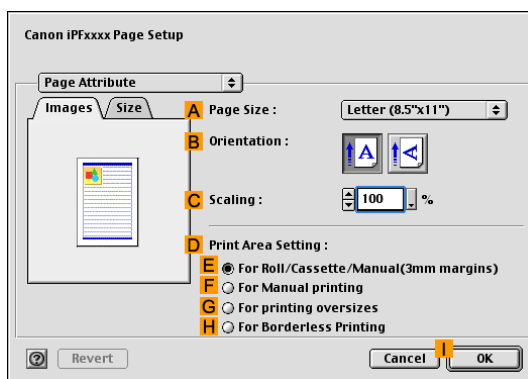 Canon iPFxxxx Page Setup
Page Attribute
Images Size
A Page Size : Letter (8.5"x11")
B Orientation : A A
C Scaling : 100 %
D Print Area Setting :
E For Roll/Cassette/Manual(3mm margins)
F For Manual printing
G For printing oversizes
H For Borderless Printing
? Revert Cancel I OK